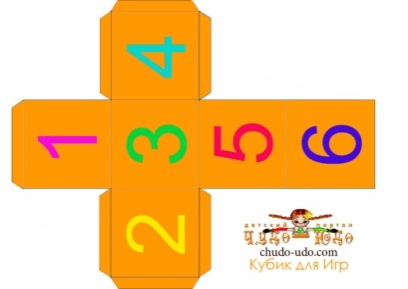 4
1 3 5 6
2
детский портал
Чудо Юдо
chudo-udo.com
Кубик для Игр